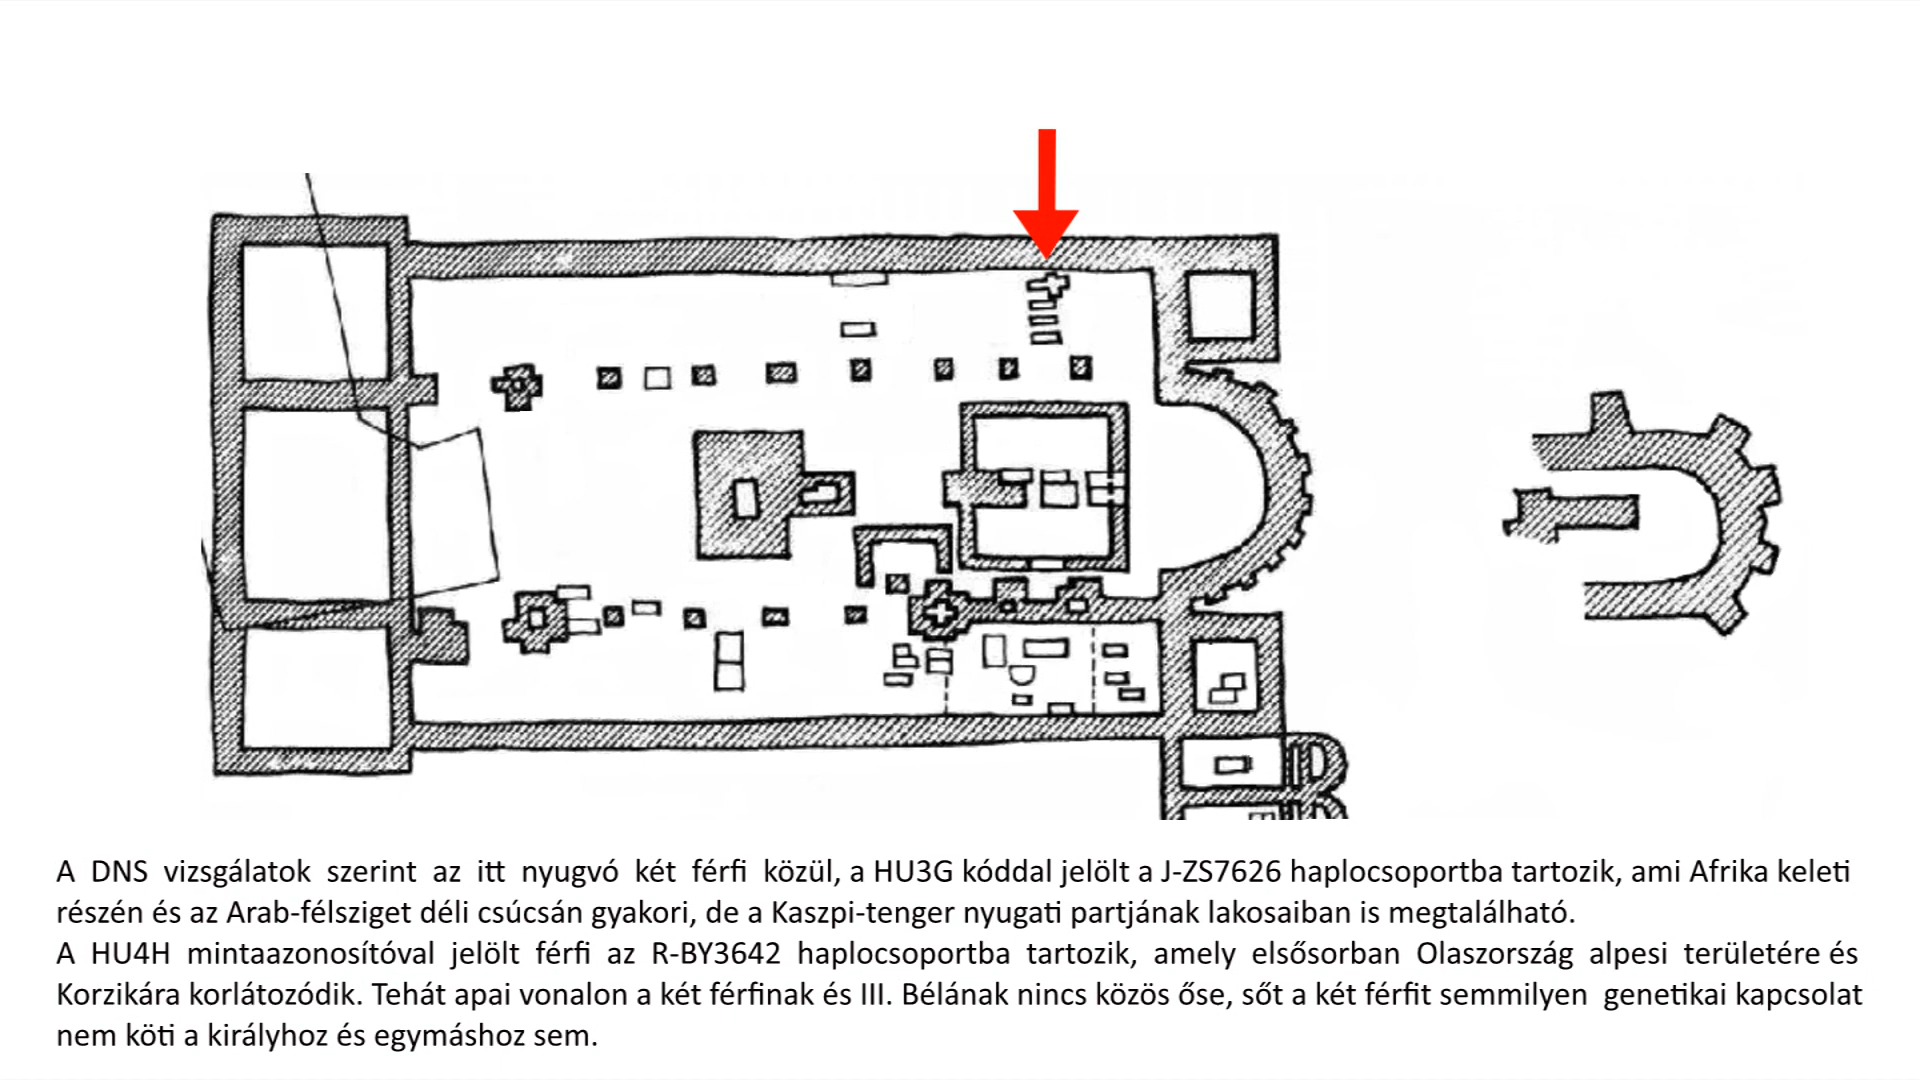 A DNS vizsgálatok szerint az itt nyugvó két férfi közül, a HU3G kóddal jelölt a J-ZS7626 haplocsoportba tartozik, ami Afrika keleti
részén és az Arab-félsziget déli csúcsán gyakori, de a Kaszpi-tenger nyugati partjának lakosaiban is megtalálható.
A HU4H mintaazonosítóval jelölt férfi az R-BY3642 haplocsoportba tartozik, amely elsősorban Olaszország alpesi területére és
Korzikára korlátozódik. Tehát apai vonalon a két férfinak és III. Bélának nincs közös őse, sőt a két férfit semmilyen genetikai kapcsolat
nem köti a királyhoz és egymáshoz sem.